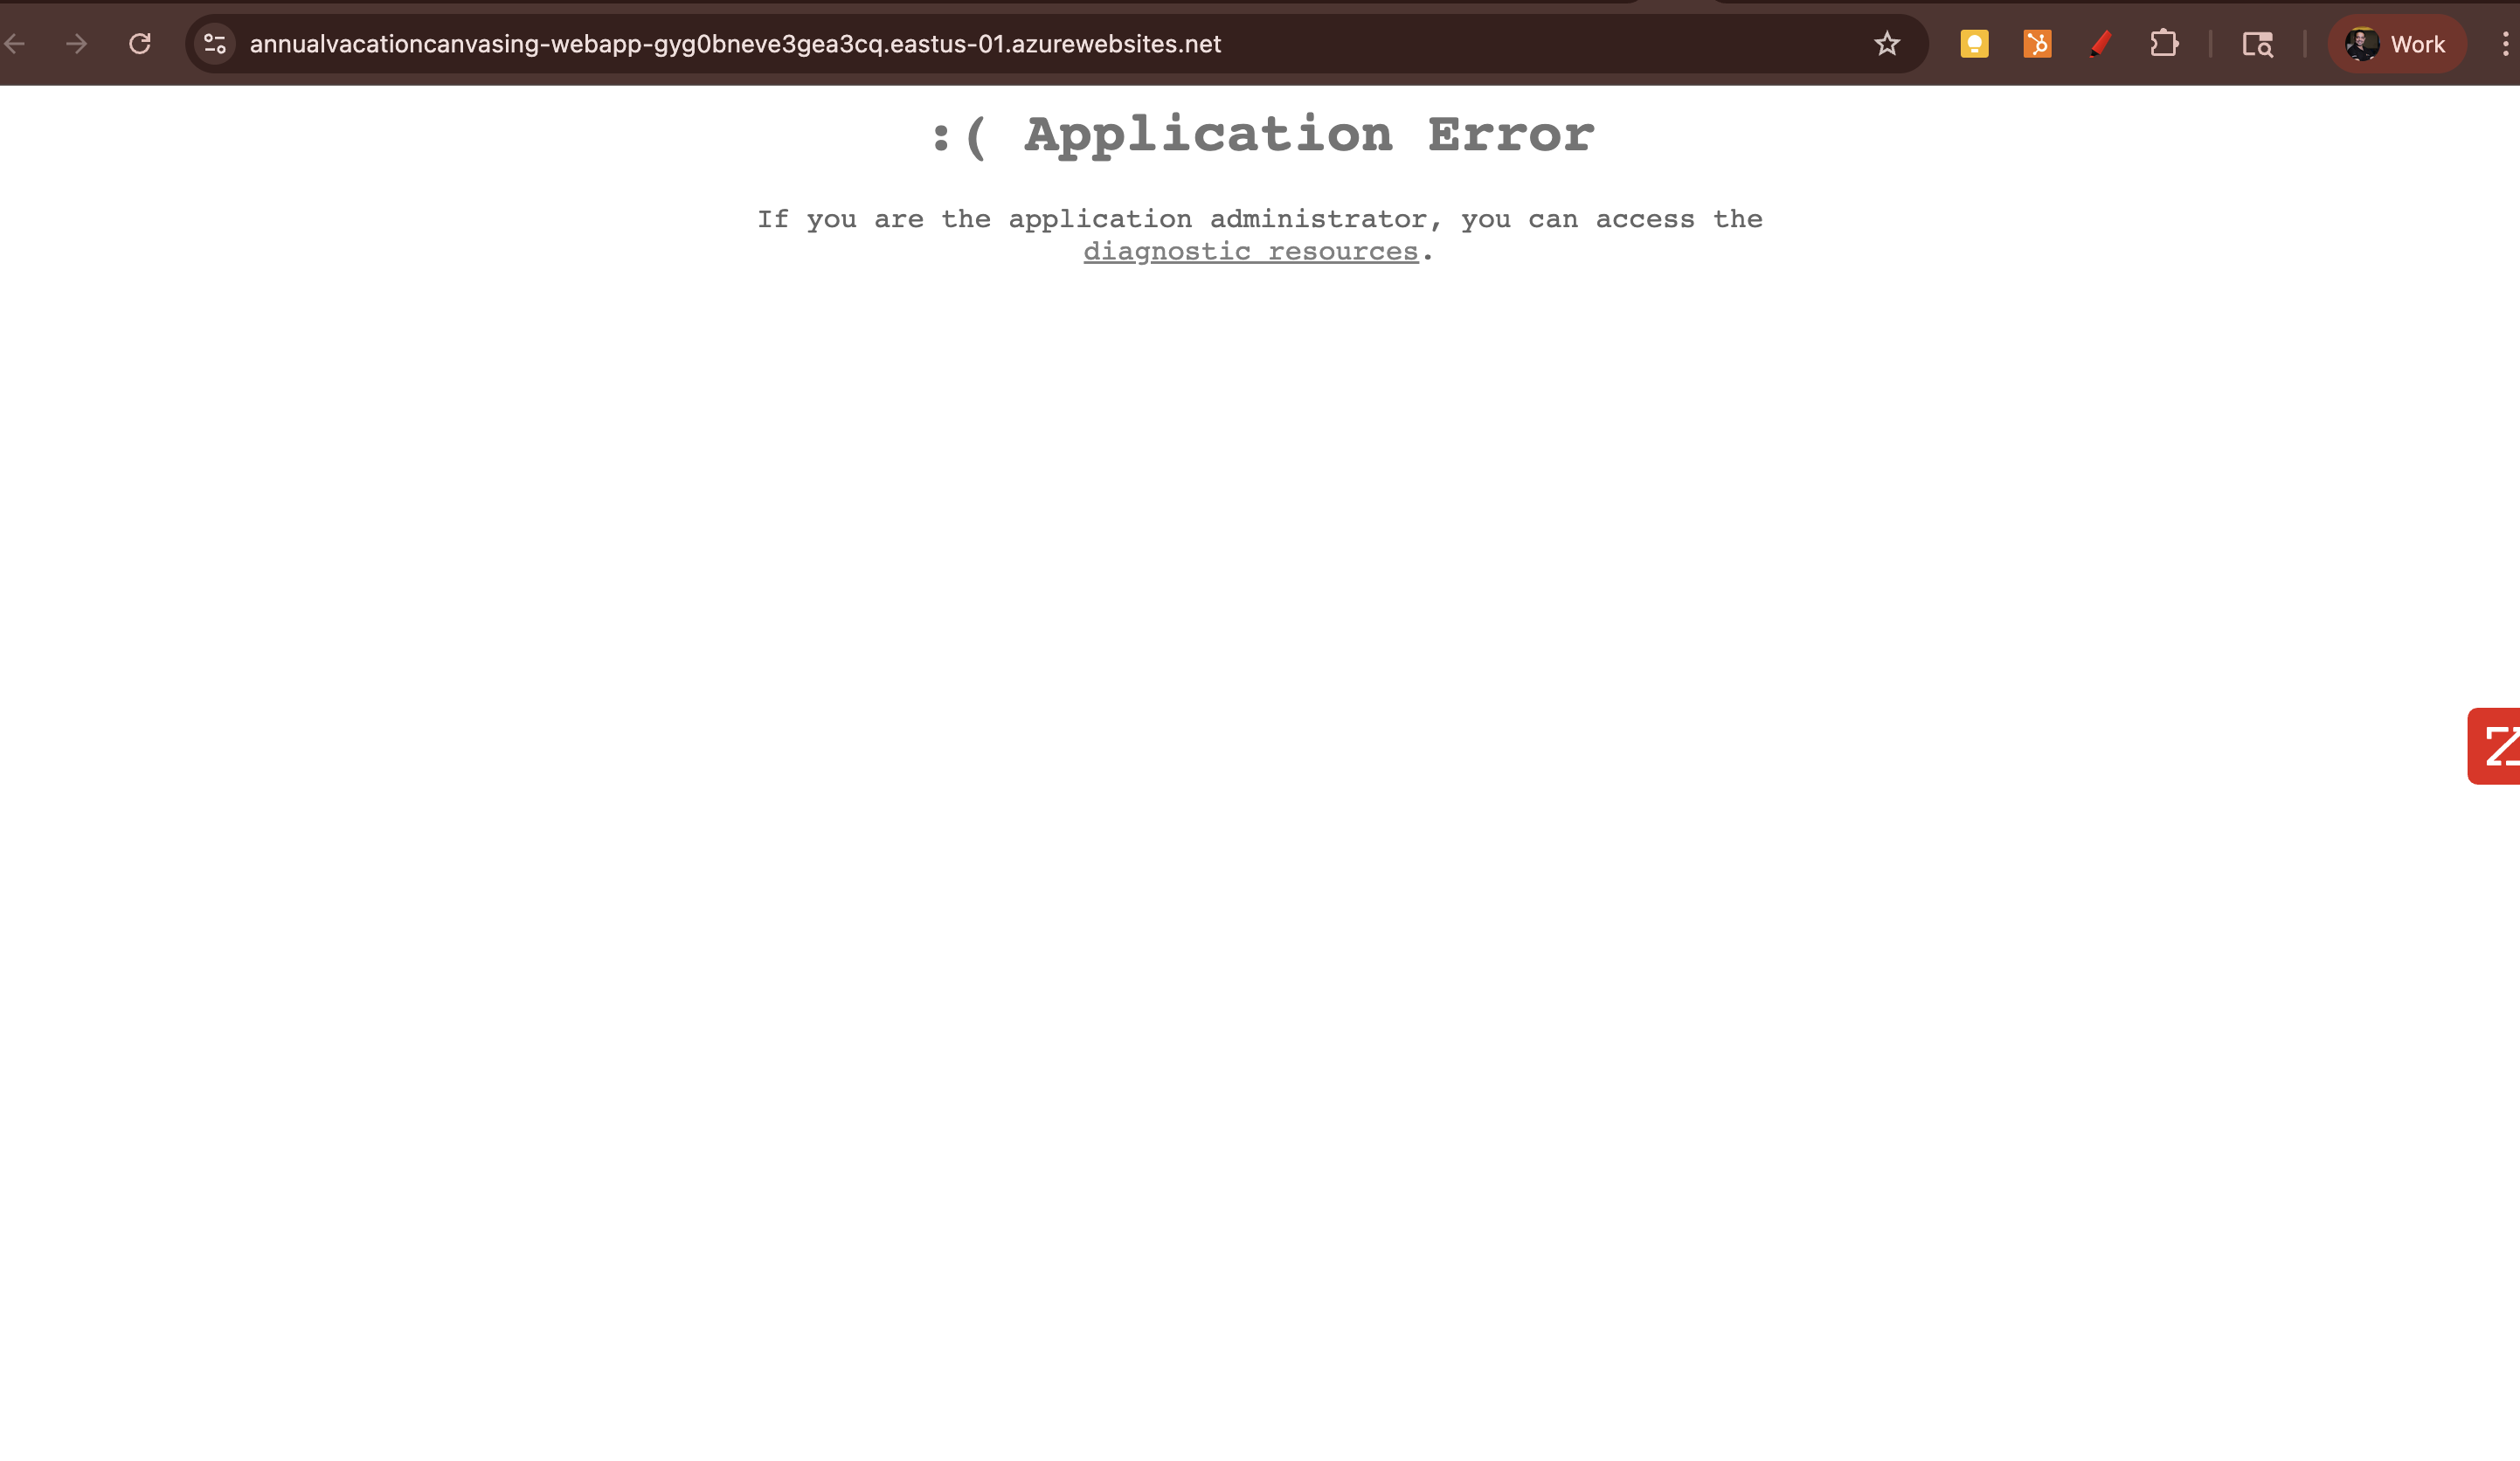 annualvacationcanvasing-webapp-gyg0bneve3gea3cq.eastus-01.azurewebsites.net
Work
:( Application Error
If you are the application administrator, you can access the
diagnostic resources.